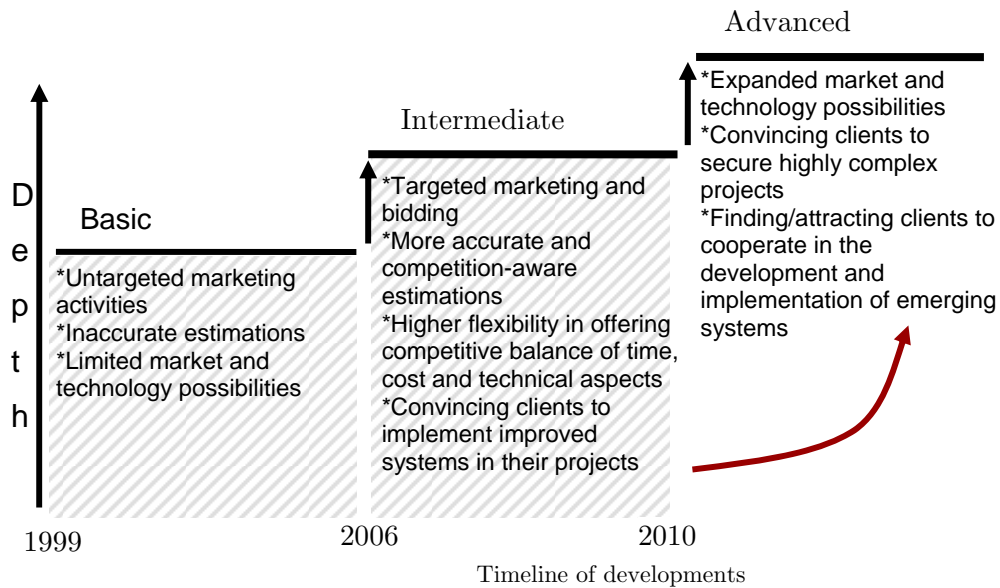 Advanced
*Expanded market and
technology possibilities
*Convincing clients to
secure highly complex
projects
*Finding/attracting clients to
cooperate in the
development and
implementation of emerging
systems
Intermediate
*Targeted marketing and
bidding
*More accurate and
competition-aware
estimations
*Higher flexibility in offering
competitive balance of time,
cost and technical aspects
*Convincing clients to
implement improved
systems in their projects
Basic
*Untargeted marketing
activities
*Inaccurate estimations
*Limited market and
technology possibilities
D
e
p
t
h
1999
2006
2010
Timeline of developments